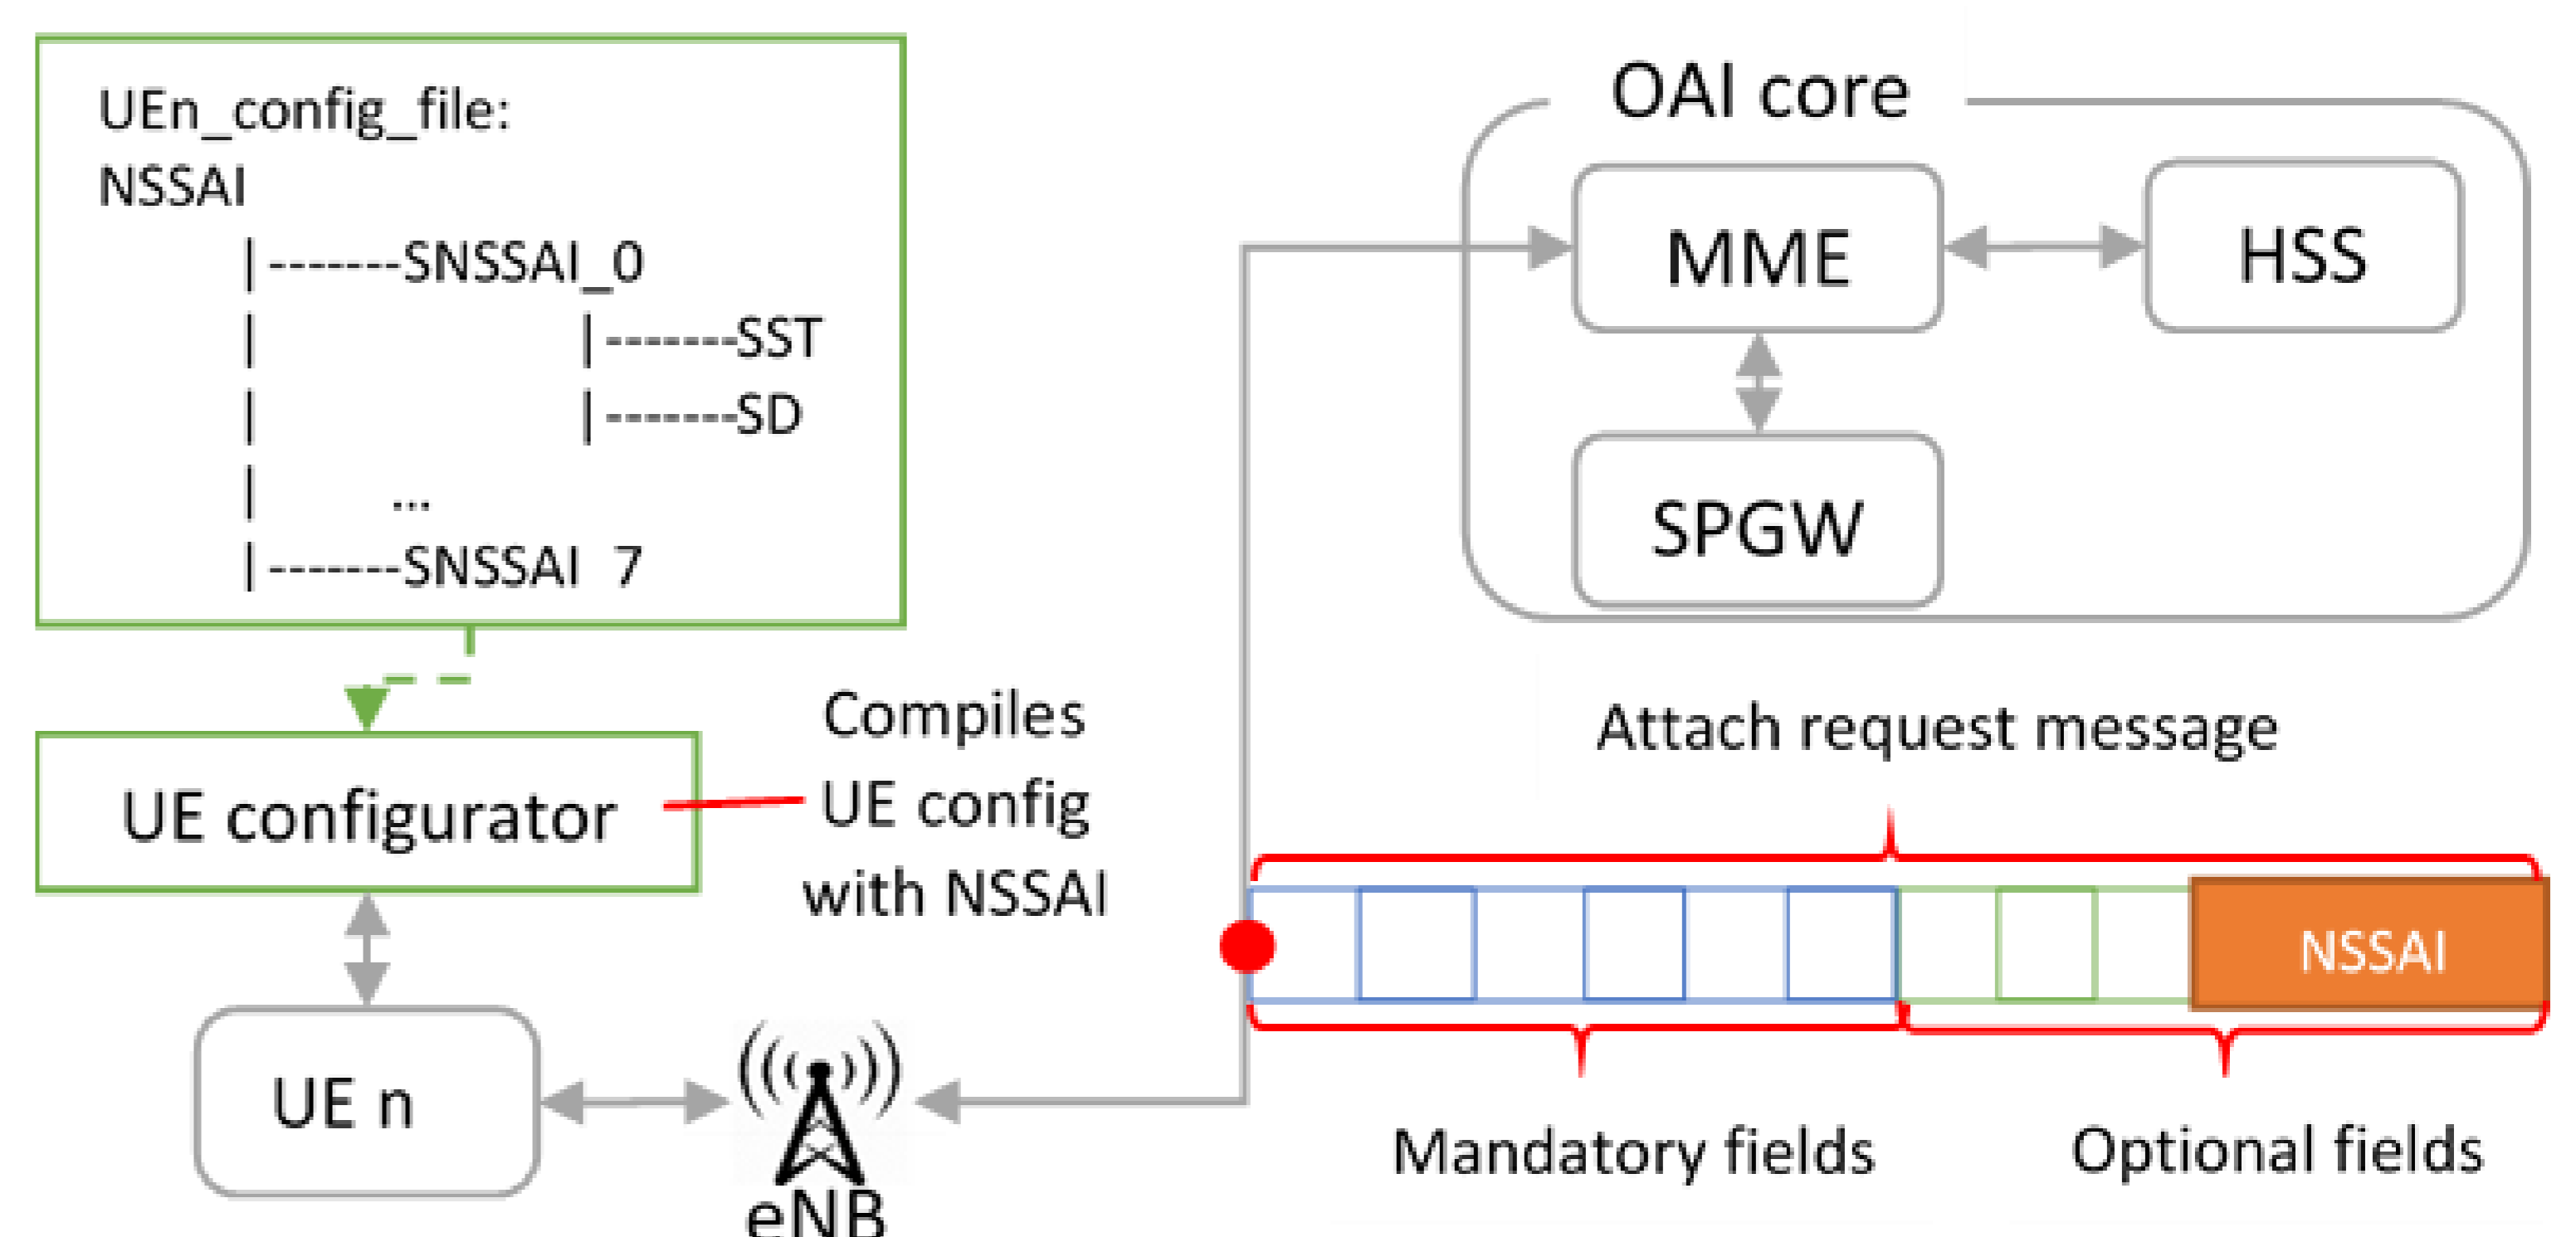 UEn_config_file:
NSSAI
|-------SNSSAI_0
| |-------SST
| |-------SD
| ...
|-------SNSSAI 7
UE configurator
Compiles
UE config
with NSSAI
UE n
eNB
OAI core
MME
HSS
SPGW
Attach request message
NSSAI
Mandatory fields
Optional fields